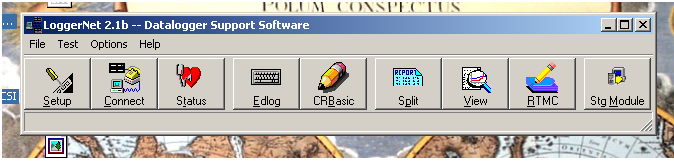 POLUM CONSPECTUS
LoggerNet 2.1b -- Datalogger Support Software
File Test Options Help
Setup Connect Status Edlog CRBasic Split View RTMC Stg Module
REPORT
CSI